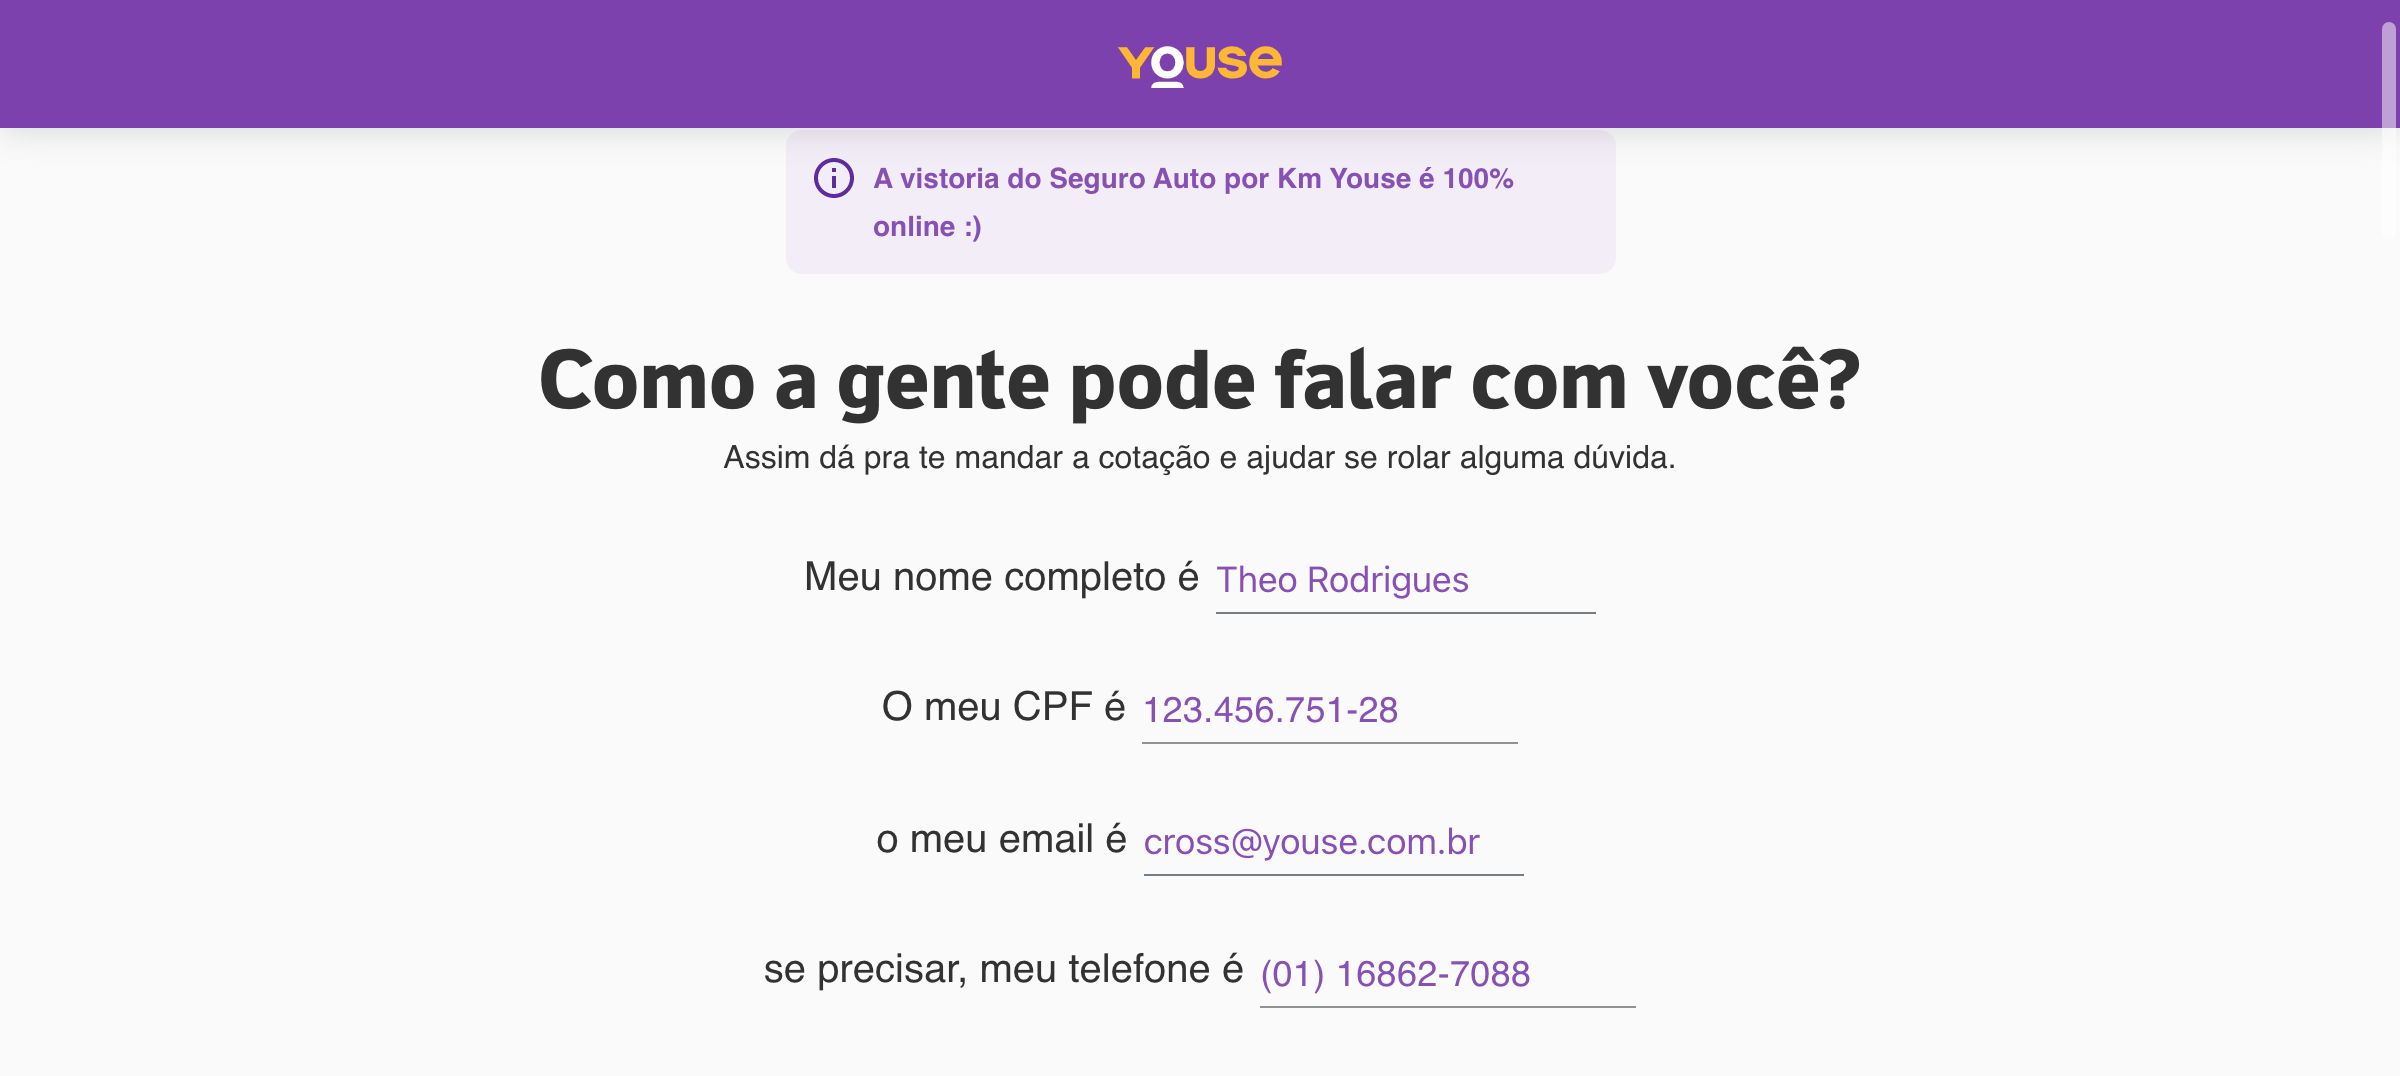 Youse
A vistoria do Seguro Auto por Km Youse é 100%
online :)
Como a gente pode falar com você?
Assim dá pra te mandar a cotação e ajudar se rolar alguma dúvida.
Meu nome completo é Theo Rodrigues
O meu CPF é 123.456.751-28
o meu email é cross@youse.com.br
se precisar, meu telefone é (01) 16862-7088